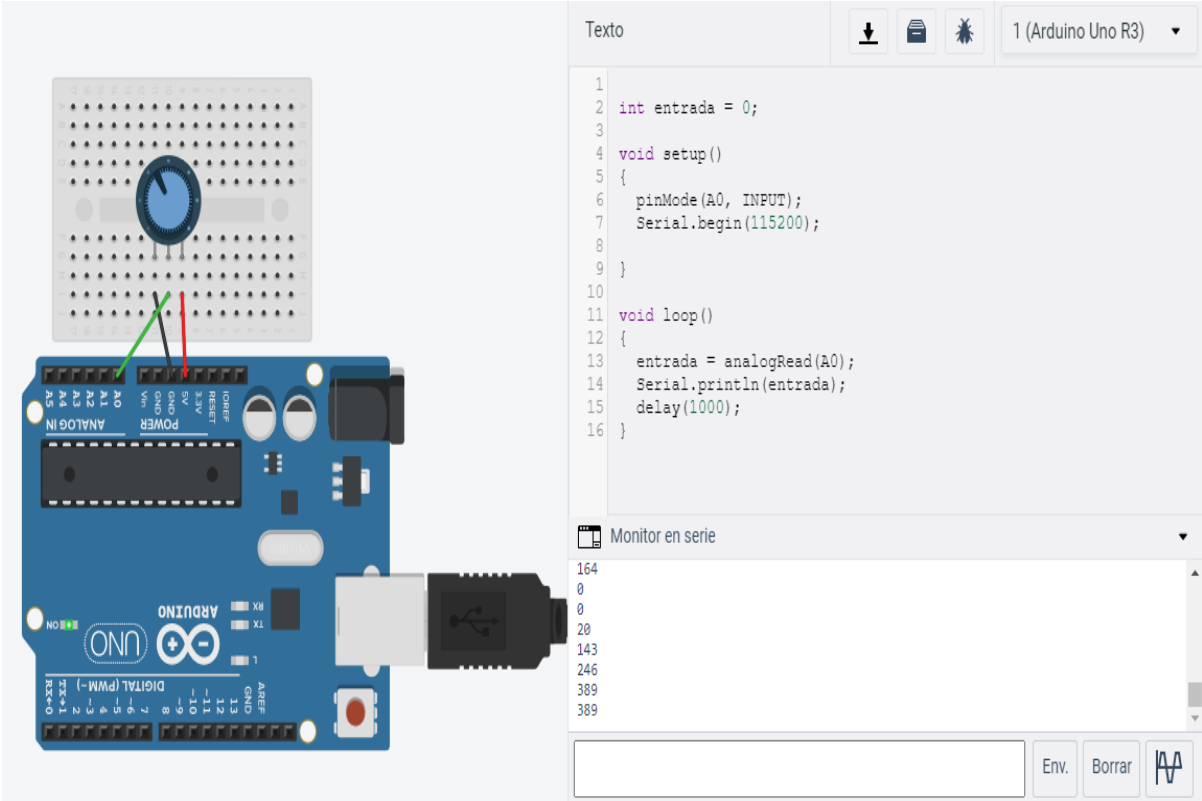 Texto
1 (Arduino Uno R3)
1
2 int entrada = 0;
3
4 void setup()
5 {
6 pinMode(A0, INPUT);
7 Serial.begin(115200);
8
9 }
10
11 void loop()
12 {
13 entrada = analogRead(A0);
14 Serial.println(entrada);
15 delay(1000);
16 }
Monitor en serie
164
0
0
20
143
246
389
389
Env.
Borrar
A5 A4 A3 A2 A1 A0
ANALOG IN
Vin GND GND 5V 3.3V RESET IOREF
POWER
ARDUINO
UNO
ON
RX
TX
L
DIGITAL (PWM~)
RX←0 TX→1 2 ~3 4 ~5 ~6 7 8 ~9 ~10 ~11 12 13 GND AREF